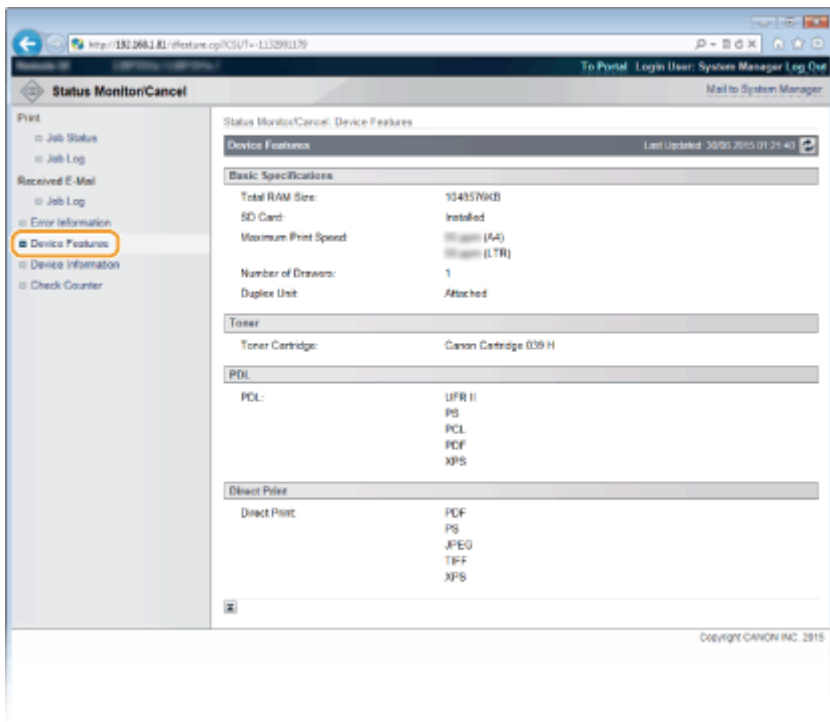 http://192.168.1.81/dfeature.cgi?CSUT=-1132901179
To Portal Login User: System Manager Log Out
Status Monitor/Cancel
Mail to System Manager
Print
Job Status
Job Log
Received E-Mail
Job Log
Error Information
Device Features
Device Information
Check Counter
Status Monitor/Cancel: Device Features
Device Features
Last Updated: 30/06 2015 01:21:40
Basic Specifications
Total RAM Size: 1048576KB
SD Card: Installed
Maximum Print Speed: (A4)
(LTR)
Number of Drawers: 1
Duplex Unit: Attached
Toner
Toner Cartridge: Canon Cartridge 039 H
PDL
PDL: UFR II
PS
PCL
PDF
XPS
Direct Print
Direct Print: PDF
PS
JPEG
TIFF
XPS
Copyright CANON INC. 2015